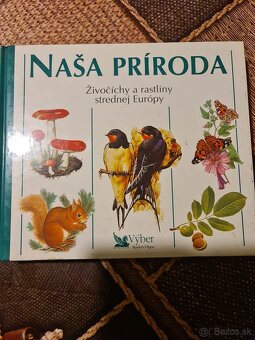 NAŠA PRÍRODA
Živočíchy a rastliny
strednej Európy
Výber
Reader's Digest
Bazos.sk